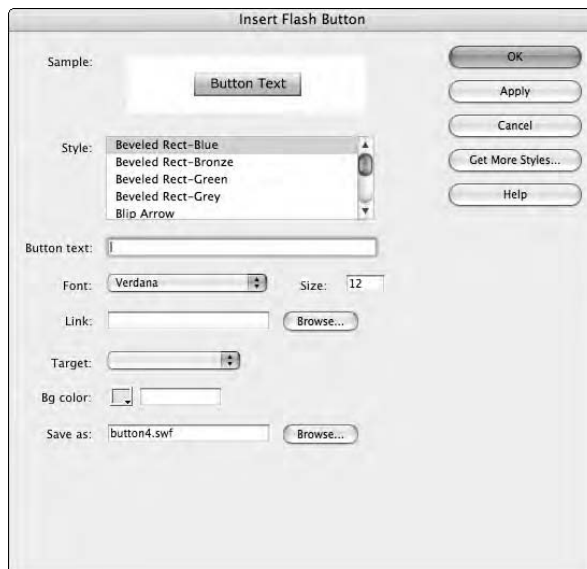 Insert Flash Button
Sample:
Button Text
Style:
Beveled Rect-Blue
Beveled Rect-Bronze
Beveled Rect-Green
Beveled Rect-Grey
Blip Arrow
Button text:
Font:
Verdana
Size:
12
Link:
Browse...
Target:
Bg color:
Save as:
button4.swf
Browse...
OK
Apply
Cancel
Get More Styles...
Help